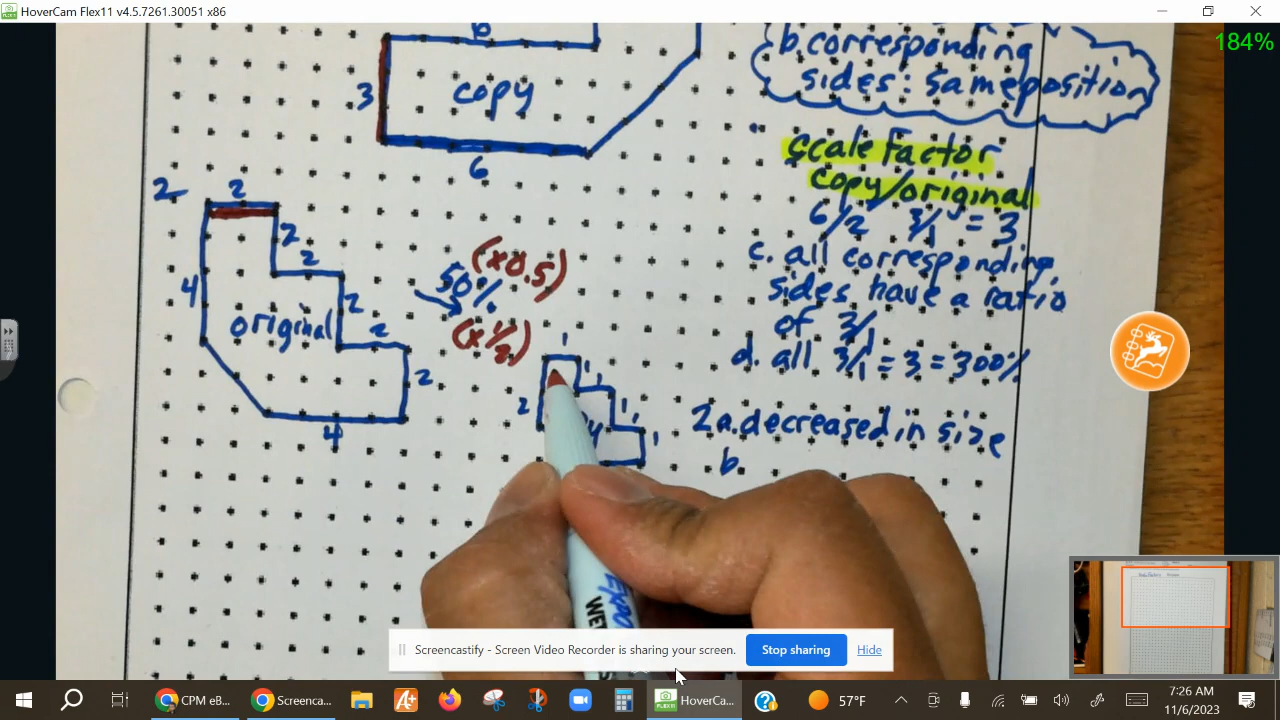 HoverCam Flex11 v4.5.7261.30051 x86
184%
3
copy
6
b. corresponding
sides: same position
Scale Factor
copy/original
6/2 3/1 = 3
c. all corresponding
sides have a ratio
of 3/1
d. all 3/1 = 3 = 300%
2a. decreased in size
b
2
2
2
2
2
2
2
4
4
original
50%
(x0.5)
(x 1/2)
1
1
1
1
1
1
2
EXPO
Screencastify - Screen Video Recorder is sharing your screen.
Stop sharing
Hide
CPM eB...
Screenca...
HoverCa...
57°F
7:26 AM
11/6/2023